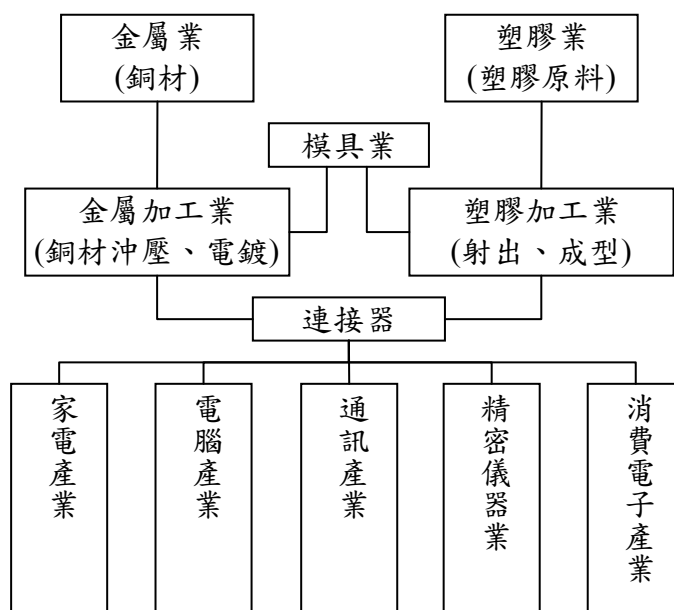 金屬業
(銅材)
塑膠業
(塑膠原料)
模具業
金屬加工業
(銅材沖壓、電鍍)
塑膠加工業
(射出、成型)
連接器
家電產業
電腦產業
通訊產業
精密儀器業
消費電子產業